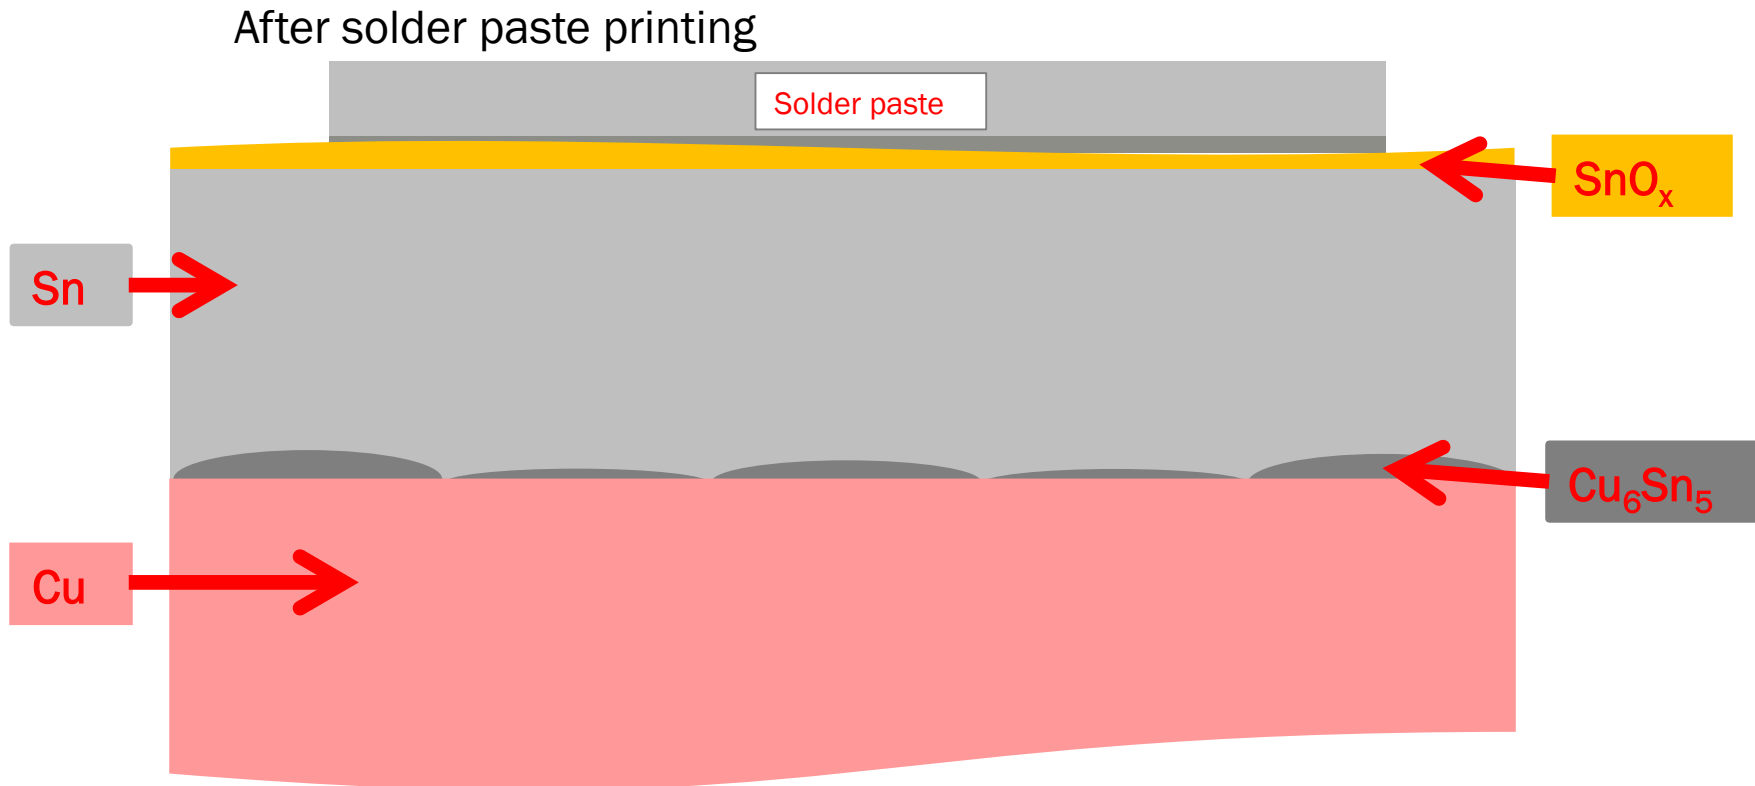 After solder paste printing
Solder paste
SnOₓ
Sn
Cu₆Sn₅
Cu